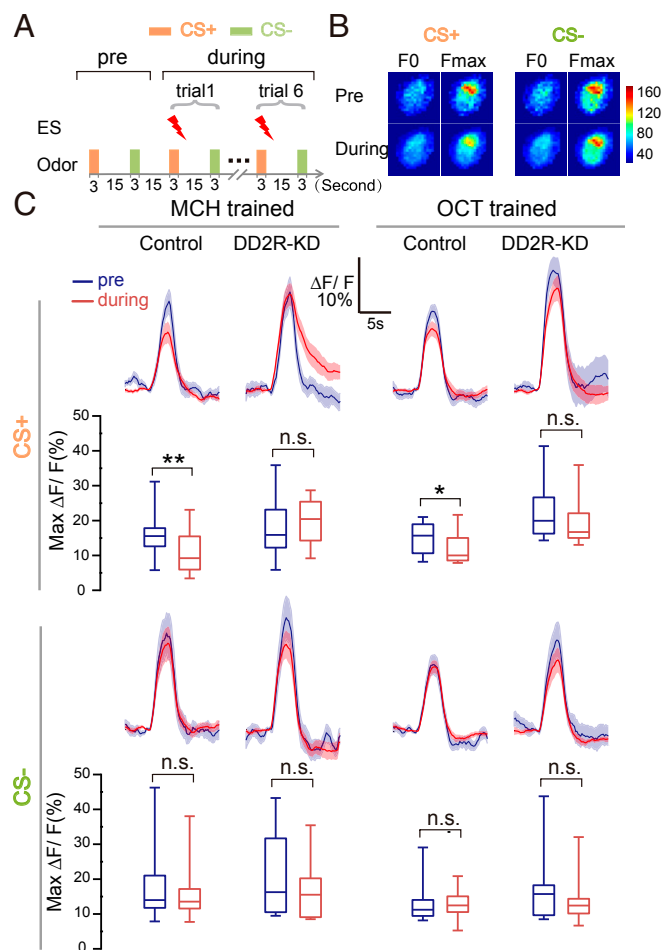 A
CS+ CS-
pre during
trial1 trial 6
ES
Odor
3 15 3 15 3 15 3 3 15 3 (Second)
B
CS+ CS-
F0 Fmax F0 Fmax
Pre
During
160
120
80
40
C
MCH trained OCT trained
Control DD2R-KD Control DD2R-KD
pre
during
ΔF/ F
10%
5s
CS+
Max ΔF/ F(%)
50
40
30
20
10
0
** n.s. * n.s.
CS-
Max ΔF/ F(%)
50
40
30
20
10
0
n.s. n.s. n.s. n.s.